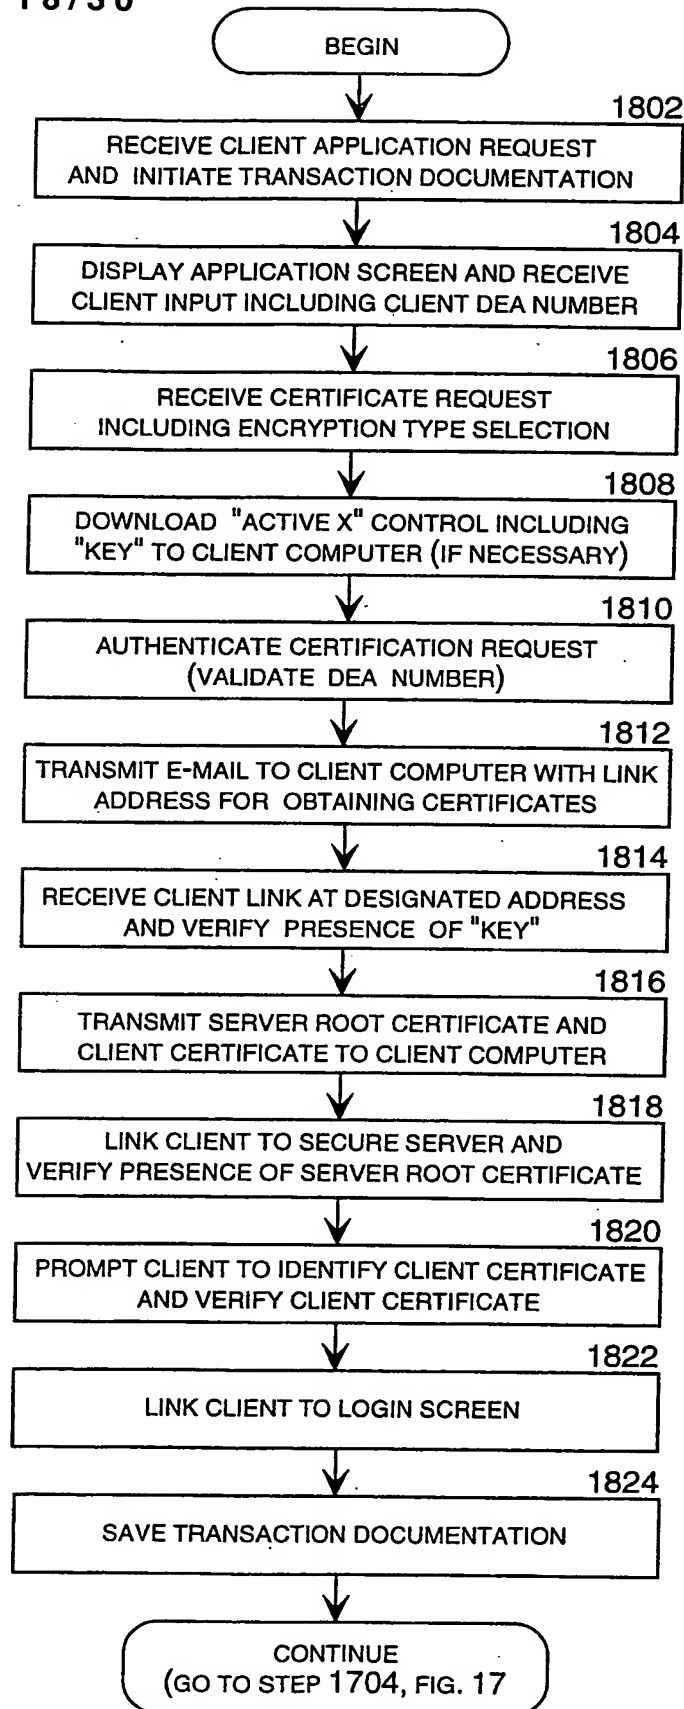 18/30
BEGIN
1802
RECEIVE CLIENT APPLICATION REQUEST
AND INITIATE TRANSACTION DOCUMENTATION
1804
DISPLAY APPLICATION SCREEN AND RECEIVE
CLIENT INPUT INCLUDING CLIENT DEA NUMBER
1806
RECEIVE CERTIFICATE REQUEST
INCLUDING ENCRYPTION TYPE SELECTION
1808
DOWNLOAD "ACTIVE X" CONTROL INCLUDING
"KEY" TO CLIENT COMPUTER (IF NECESSARY)
1810
AUTHENTICATE CERTIFICATION REQUEST
(VALIDATE DEA NUMBER)
1812
TRANSMIT E-MAIL TO CLIENT COMPUTER WITH LINK
ADDRESS FOR OBTAINING CERTIFICATES
1814
RECEIVE CLIENT LINK AT DESIGNATED ADDRESS
AND VERIFY PRESENCE OF "KEY"
1816
TRANSMIT SERVER ROOT CERTIFICATE AND
CLIENT CERTIFICATE TO CLIENT COMPUTER
1818
LINK CLIENT TO SECURE SERVER AND
VERIFY PRESENCE OF SERVER ROOT CERTIFICATE
1820
PROMPT CLIENT TO IDENTIFY CLIENT CERTIFICATE
AND VERIFY CLIENT CERTIFICATE
1822
LINK CLIENT TO LOGIN SCREEN
1824
SAVE TRANSACTION DOCUMENTATION
CONTINUE
(GO TO STEP 1704, FIG. 17